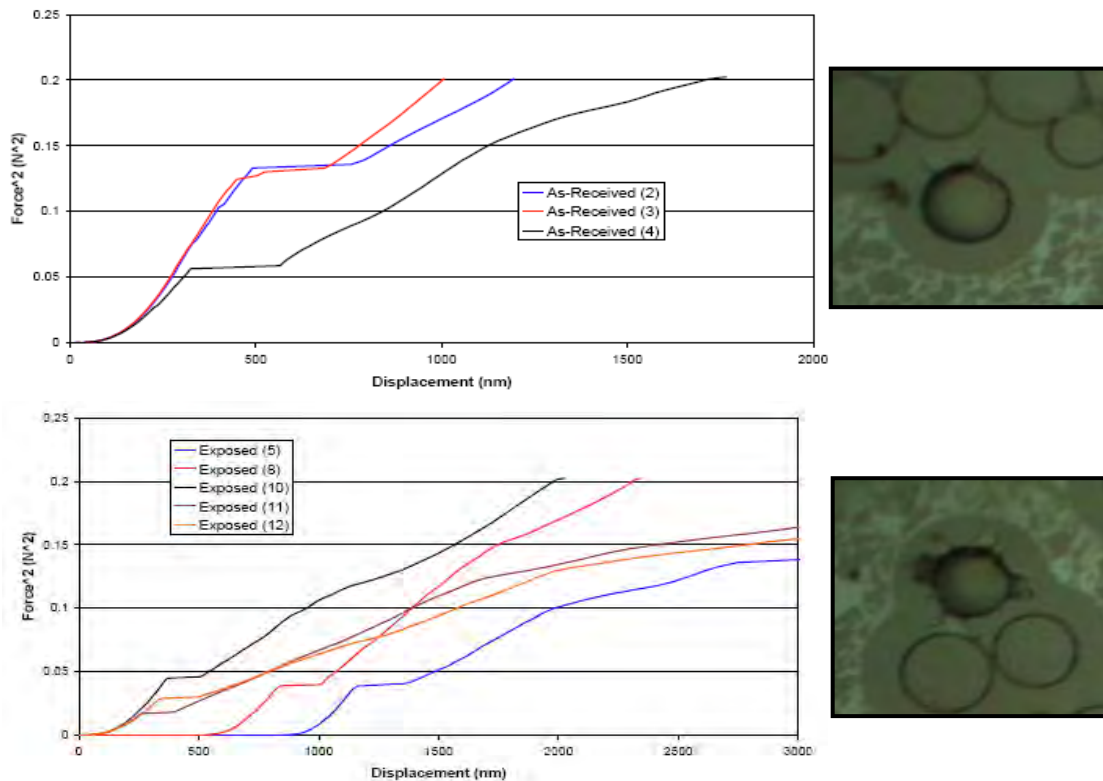 0.25
0.2
0.15
0.1
0.05
0
Force^2 (N^2)
As-Received (2)
As-Received (3)
As-Received (4)
0 500 1000 1500 2000
Displacement (nm)
0.25
0.2
0.15
0.1
0.05
0
Force^2 (N^2)
Exposed (5)
Exposed (8)
Exposed (10)
Exposed (11)
Exposed (12)
0 500 1000 1500 2000 2500 3000
Displacement (nm)